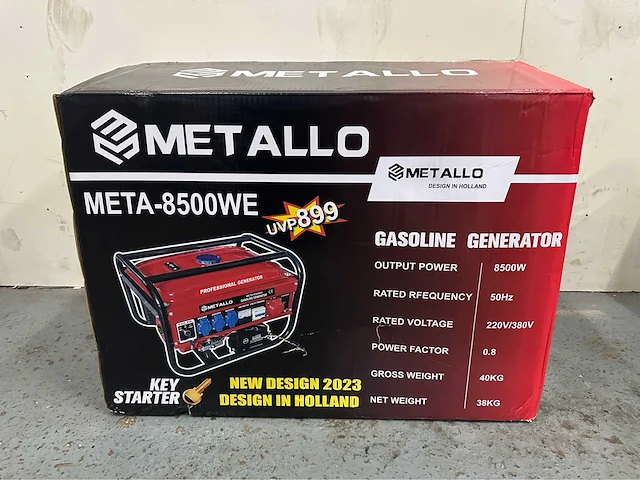 METALLO
METALLO
METALLO
DESIGN IN HOLLAND
META-8500WE
UVP899
GASOLINE GENERATOR
OUTPUT POWER 8500W
RATED RFEQUENCY 50Hz
RATED VOLTAGE 220V/380V
POWER FACTOR 0.8
GROSS WEIGHT 40KG
NET WEIGHT 38KG
PROFESSIONAL GENERATOR
METALLO
KEY
STARTER
NEW DESIGN 2023
DESIGN IN HOLLAND